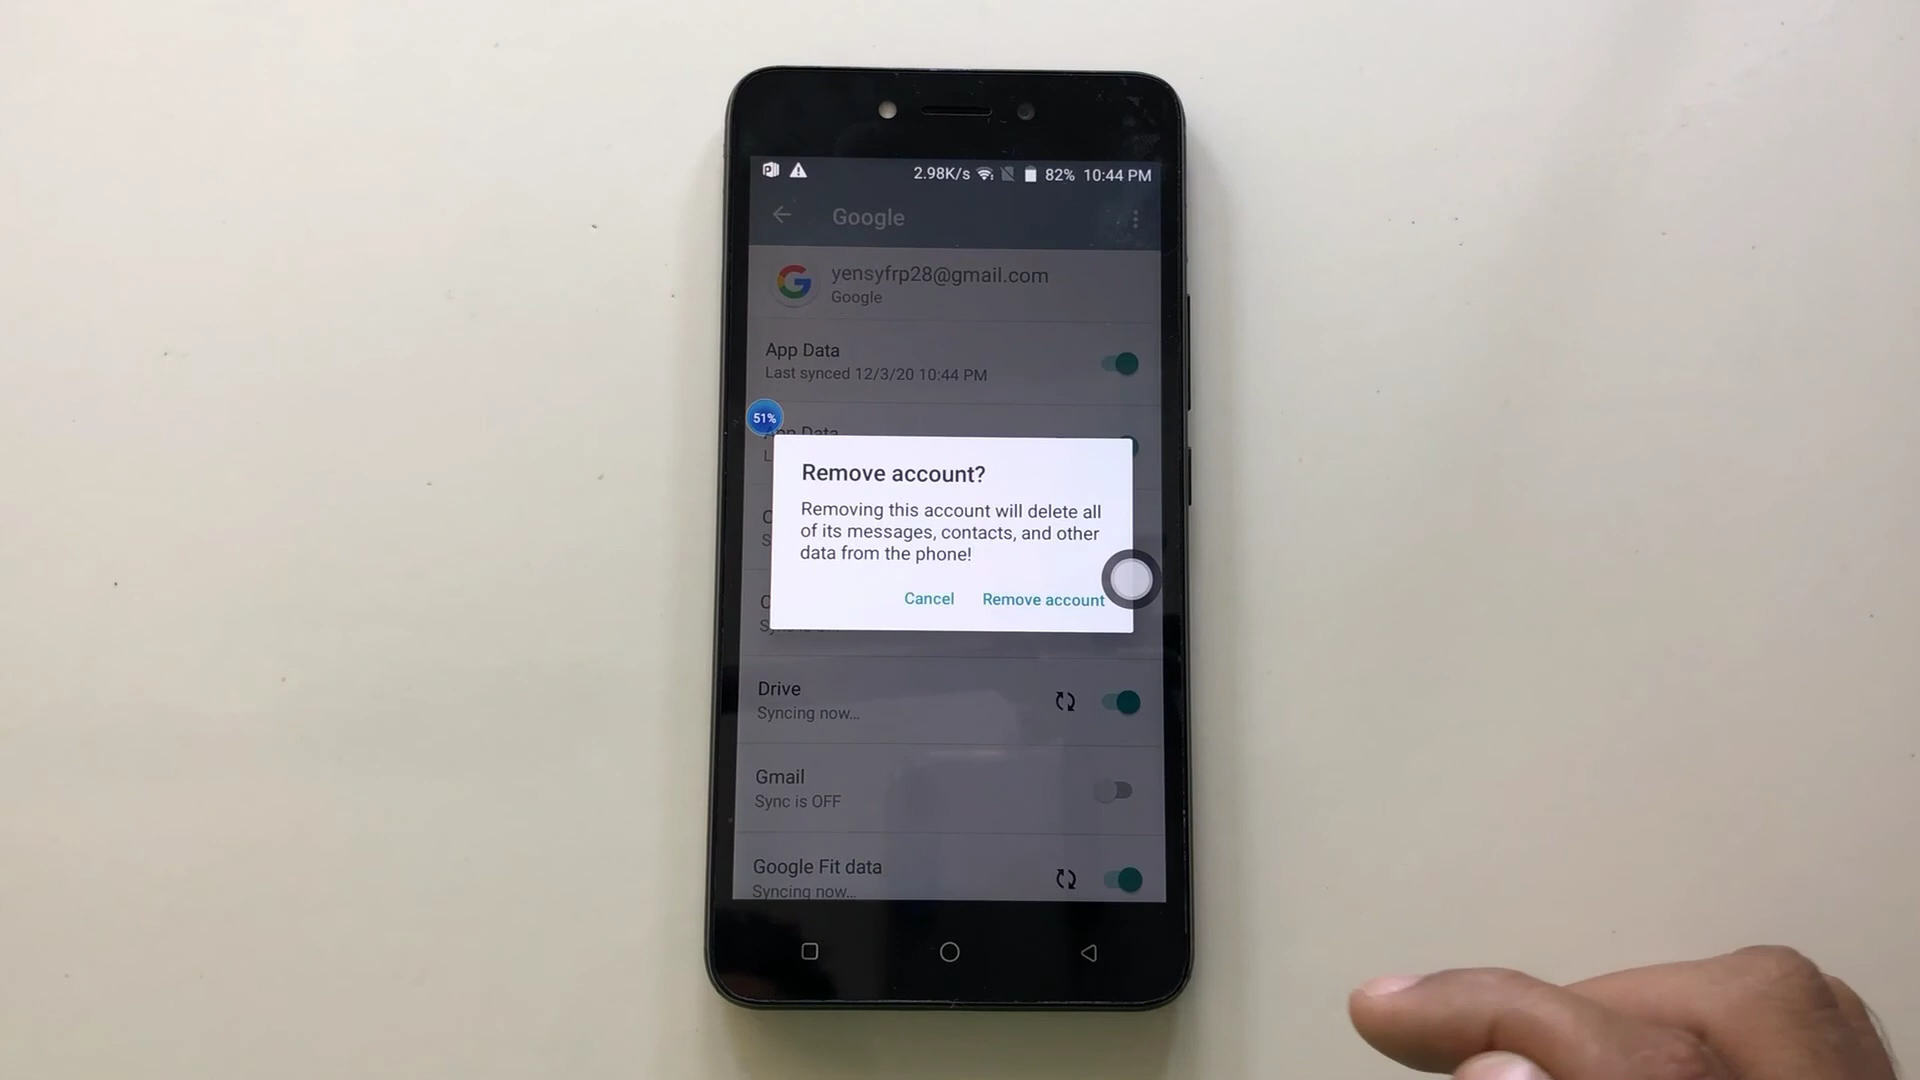 2.98K/s 82% 10:44 PM
Google
yensyfrp28@gmail.com
Google
App Data
Last synced 12/3/20 10:44 PM
51%
App Data
L
Remove account?
Removing this account will delete all
of its messages, contacts, and other
data from the phone!
Cancel Remove account
Drive
Syncing now...
Gmail
Sync is OFF
Google Fit data
Syncing now...